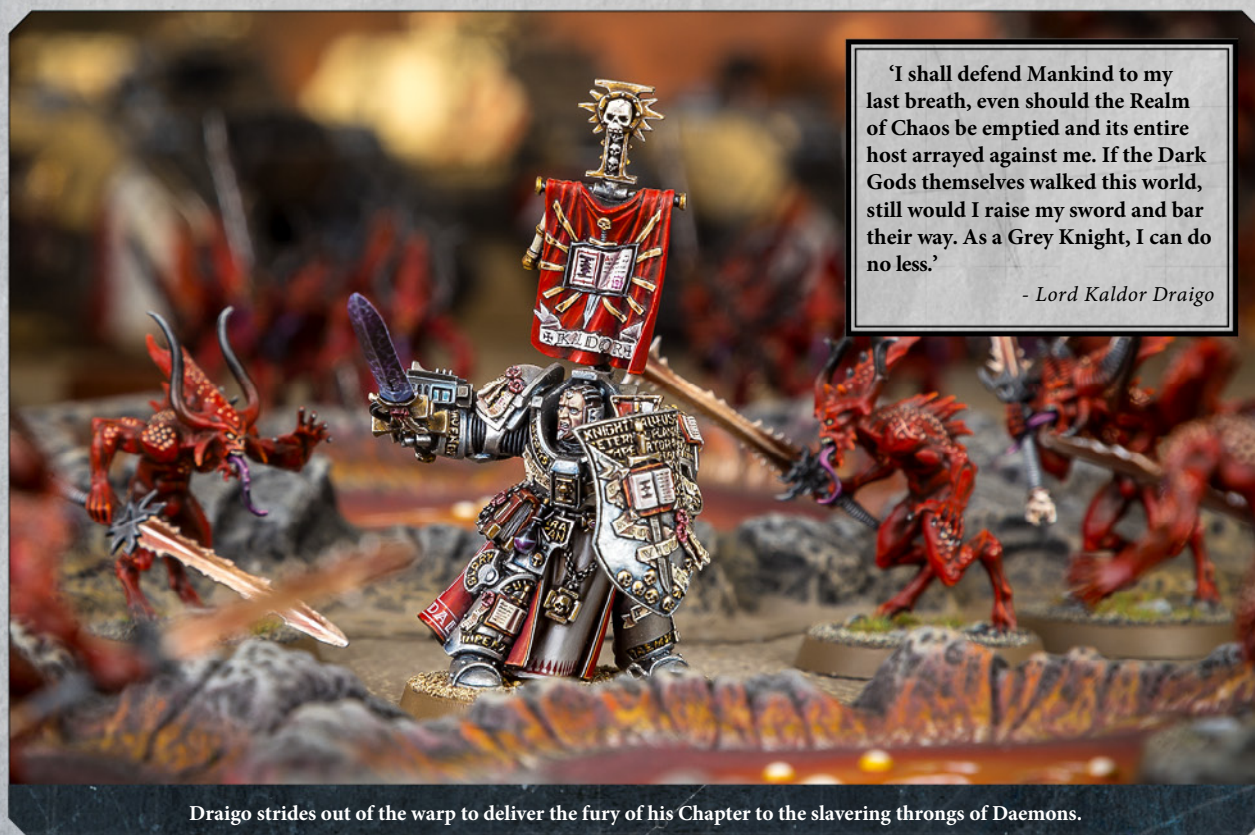 ‘I shall defend Mankind to my
last breath, even should the Realm
of Chaos be emptied and its entire
host arrayed against me. If the Dark
Gods themselves walked this world,
still would I raise my sword and bar
their way. As a Grey Knight, I can do
no less.’
- Lord Kaldor Draigo
KALDOR
KNIGHT
Draigo strides out of the warp to deliver the fury of his Chapter to the slavering throngs of Daemons.